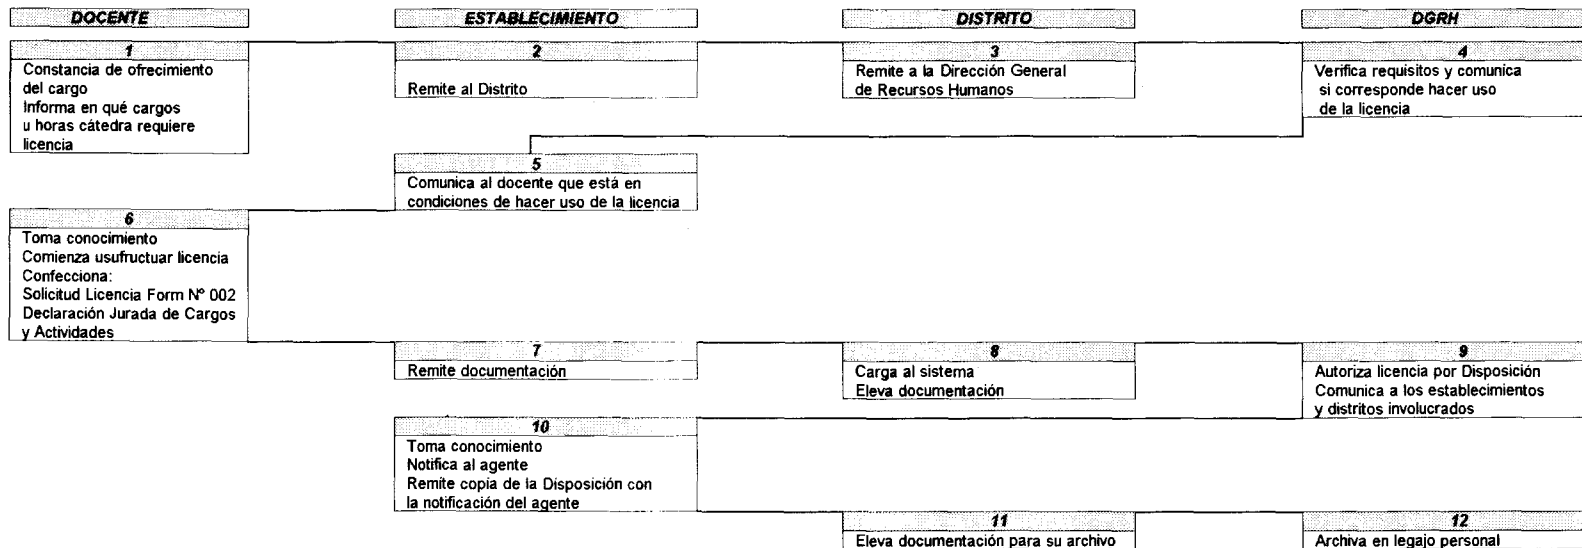 DOCENTE
ESTABLECIMIENTO
DISTRITO
DGRH
1
Constancia de ofrecimiento
del cargo
Informa en qué cargos
u horas cátedra requiere
licencia
2
Remite al Distrito
3
Remite a la Dirección General
de Recursos Humanos
4
Verifica requisitos y comunica
si corresponde hacer uso
de la licencia
5
Comunica al docente que está en
condiciones de hacer uso de la licencia
6
Toma conocimiento
Comienza usufructuar licencia
Confecciona:
Solicitud Licencia Form Nº 002
Declaración Jurada de Cargos
y Actividades
7
Remite documentación
8
Carga al sistema
Eleva documentación
9
Autoriza licencia por Disposición
Comunica a los establecimientos
y distritos involucrados
10
Toma conocimiento
Notifica al agente
Remite copia de la Disposición con
la notificación del agente
11
Eleva documentación para su archivo
12
Archiva en legajo personal